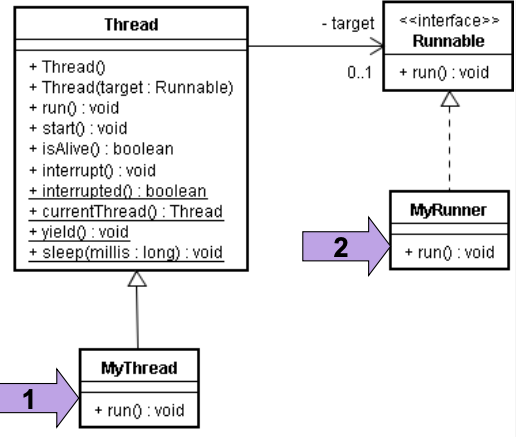 Thread
+ Thread()
+ Thread(target : Runnable)
+ run() : void
+ start() : void
+ isAlive() : boolean
+ interrupt() : void
+ interrupted() : boolean
+ currentThread() : Thread
+ yield() : void
+ sleep(millis : long) : void
- target
0..1
<<interface>>
Runnable
+ run() : void
MyRunner
+ run() : void
2
MyThread
+ run() : void
1